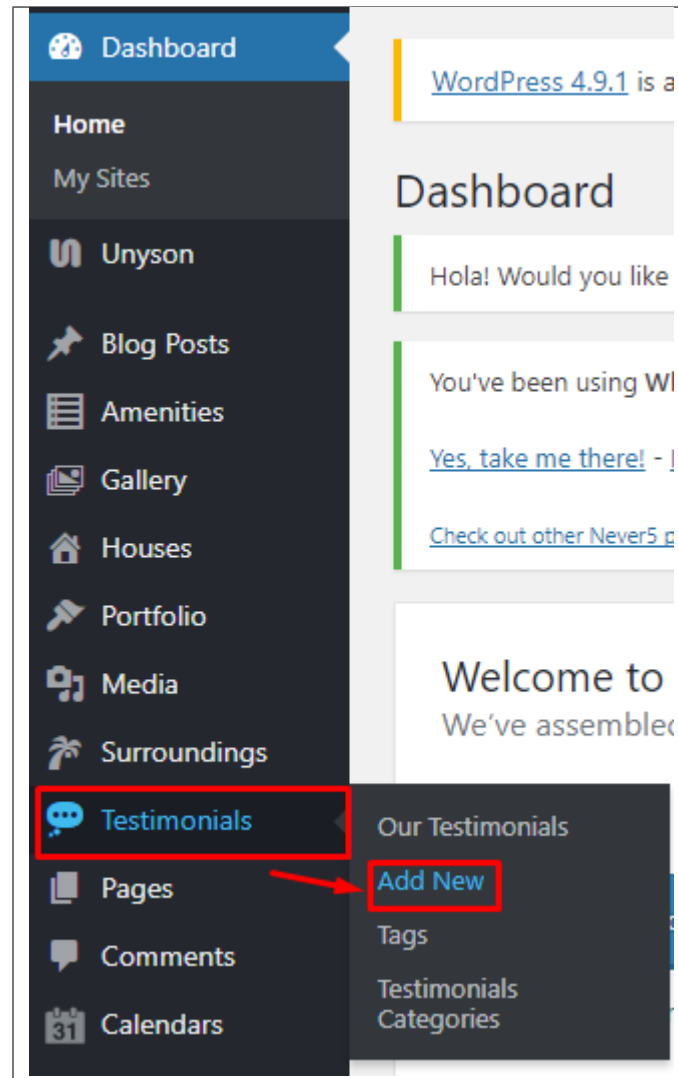 Dashboard
Home
My Sites
Unyson
Blog Posts
Amenities
Gallery
Houses
Portfolio
Media
Surroundings
Testimonials
Pages
Comments
31 Calendars
Our Testimonials
Add New
Tags
Testimonials
Categories
WordPress 4.9.1 is
Dashboard
Hola! Would you like
You've been using
Yes, take me there! -
Check out other Never5
Welcome to
We've assembled